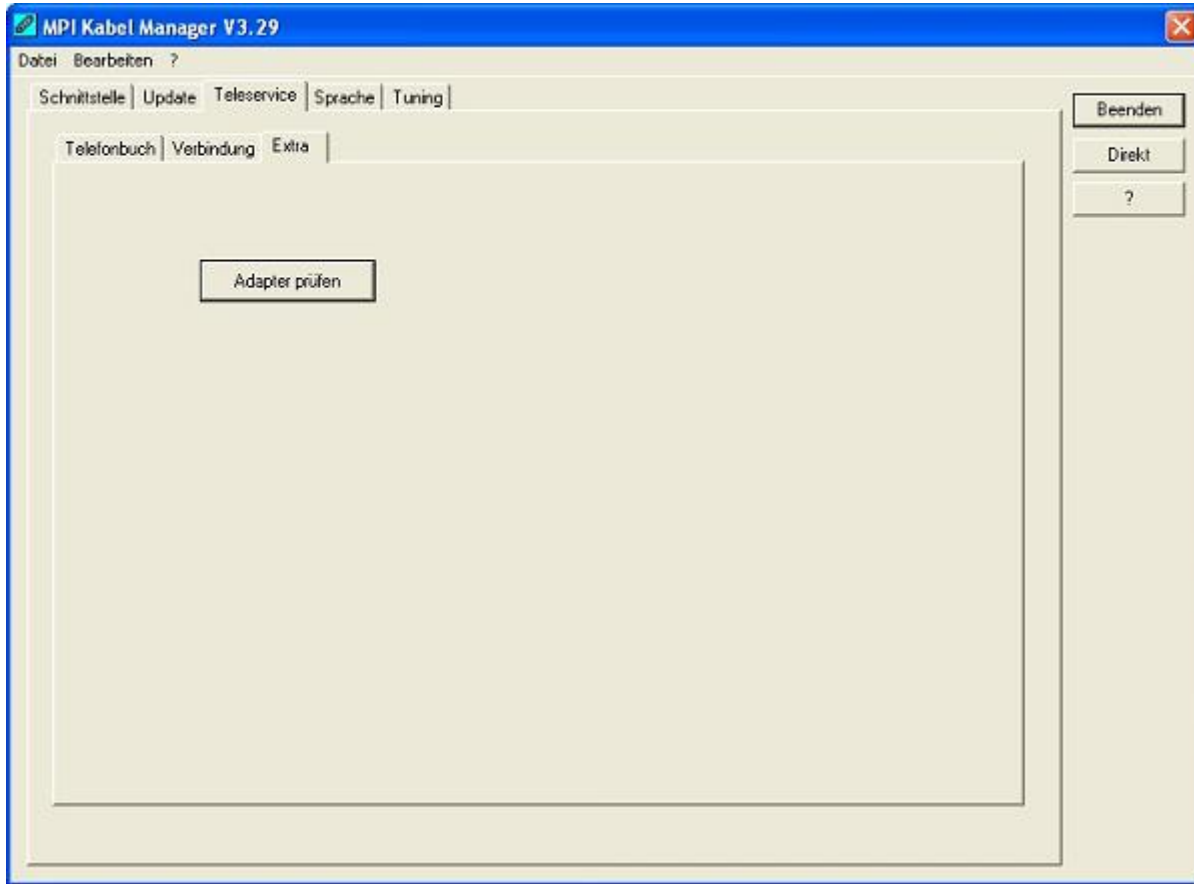 MPI Kabel Manager V3.29
Datei Bearbeiten ?
Schnittstelle Update Teleservice Sprache Tuning
Beenden
Telefonbuch Verbindung Extra
Direkt
?
Adapter prüfen